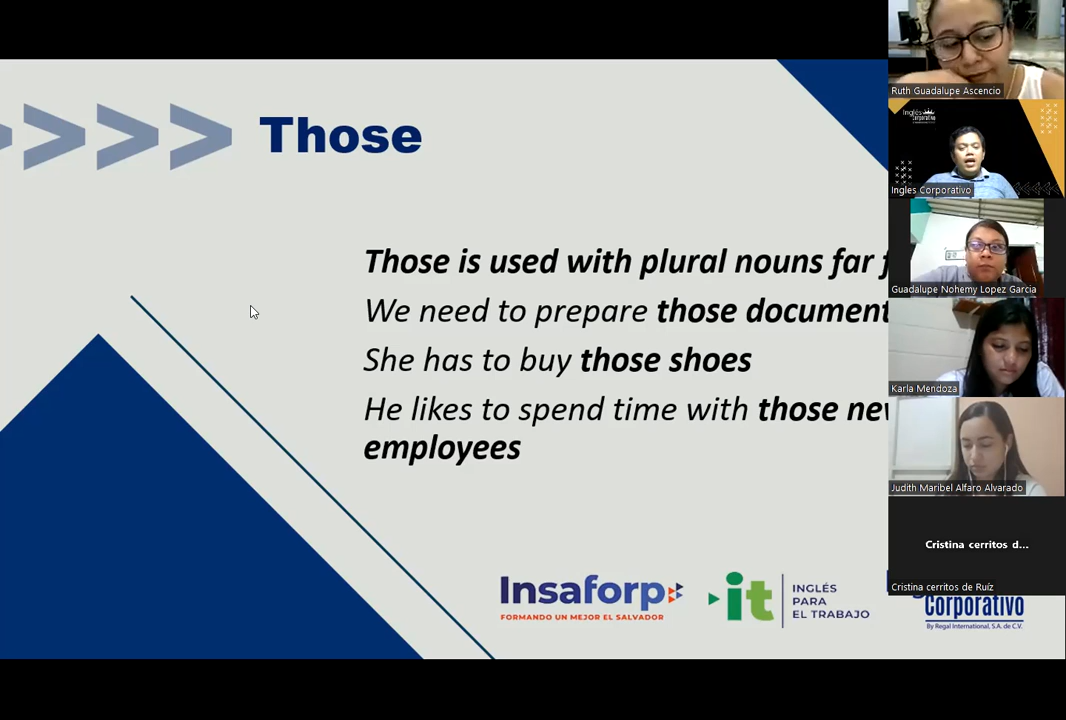 Those
Those is used with plural nouns far
We need to prepare those document
She has to buy those shoes
He likes to spend time with those
employees
Insaforp
FORMANDO UN MEJOR EL SALVADOR
it
INGLÉS
PARA
EL TRABAJO
Corporativo
By Regal International, S.A. de C.V.
Ruth Guadalupe Ascencio
Inglés
Corporativo
Ingles Corporativo
Guadalupe Nohemy Lopez Garcia
Karla Mendoza
Judith Maribel Alfaro Alvarado
Cristina cerritos d...
Cristina cerritos de Ruíz